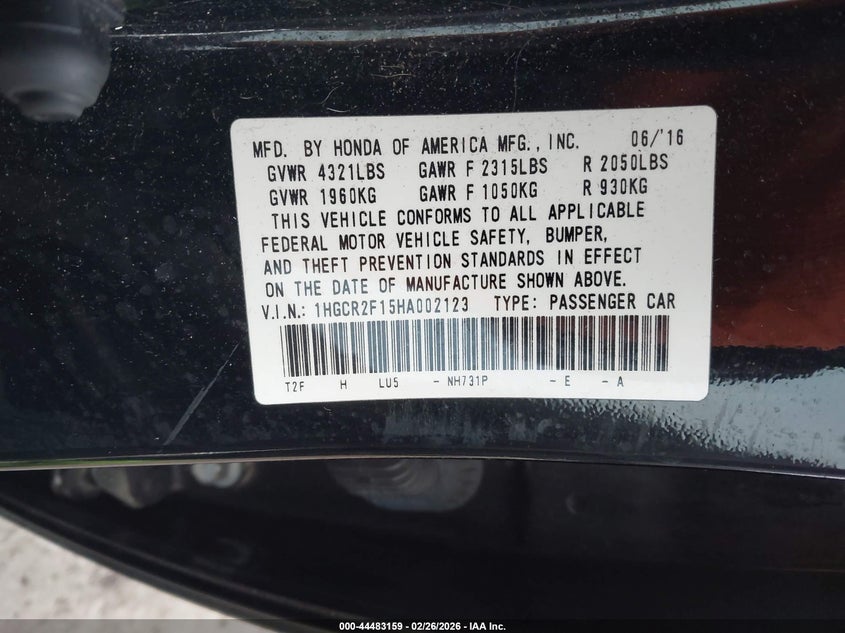 MFD. BY HONDA OF AMERICA MFG., INC. 06/'16
GVWR 4321LBS GAWR F 2315LBS R 2050LBS
GVWR 1960KG GAWR F 1050KG R 930KG
THIS VEHICLE CONFORMS TO ALL APPLICABLE
FEDERAL MOTOR VEHICLE SAFETY, BUMPER,
AND THEFT PREVENTION STANDARDS IN EFFECT
ON THE DATE OF MANUFACTURE SHOWN ABOVE.
V.I.N.: 1HGCR2F15HA002123 TYPE: PASSENGER CAR
T2F H LU5 - NH731P - E - A
000-44483159 - 02/26/2026 - IAA Inc.